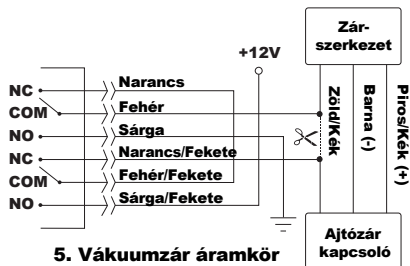 Zár-
szerkezet
+12V
NC
Narancs
COM
Fehér
NO
Sárga
NC
Narancs/Fekete
COM
Fehér/Fekete
NO
Sárga/Fekete
Zöld/Kék
Barna (-)
Piros/Kék (+)
Ajtózár
kapcsoló
5. Vákuumzár áramkör